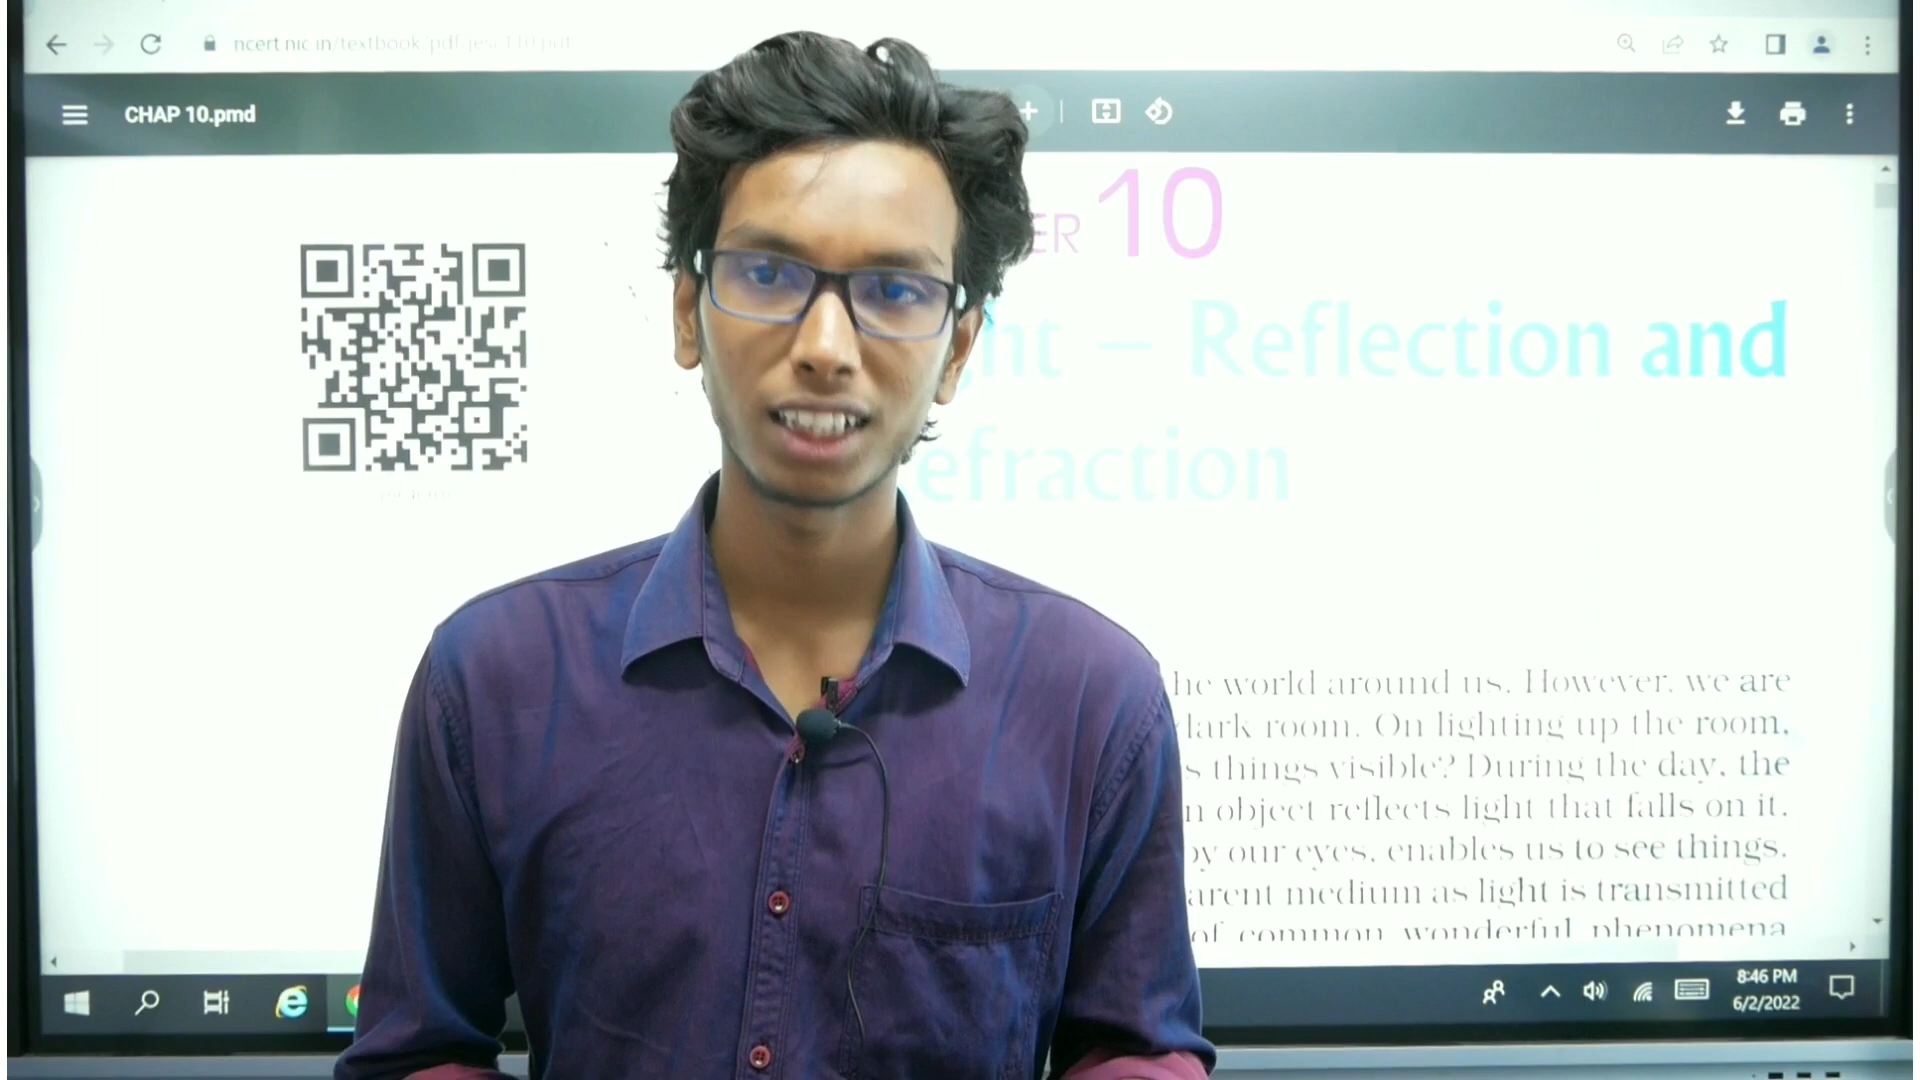 ncert.nic.in/textbook/pdf/jesc110.pdf
CHAP 10.pmd
ER 10
ht – Reflection and
efraction
he world around us. However, we are
dark room. On lighting up the room,
s things visible? During the day, the
n object reflects light that falls on it.
by our eyes, enables us to see things.
arent medium as light is transmitted
of common wonderful phenomena
8:46 PM
6/2/2022